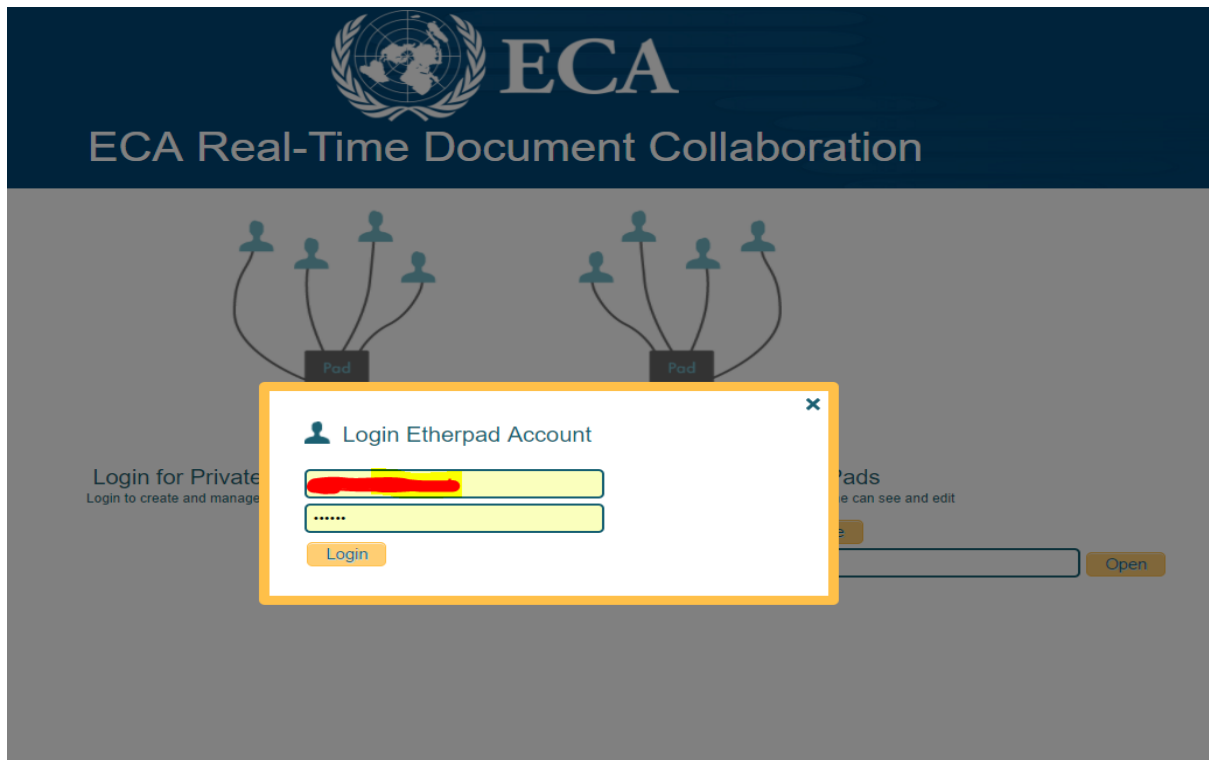 ECA
ECA Real-Time Document Collaboration
Pad
Pad
Login Etherpad Account
Login for Private
Login to create and manage
Pads
e can see and edit
••••••
Login
e
Open